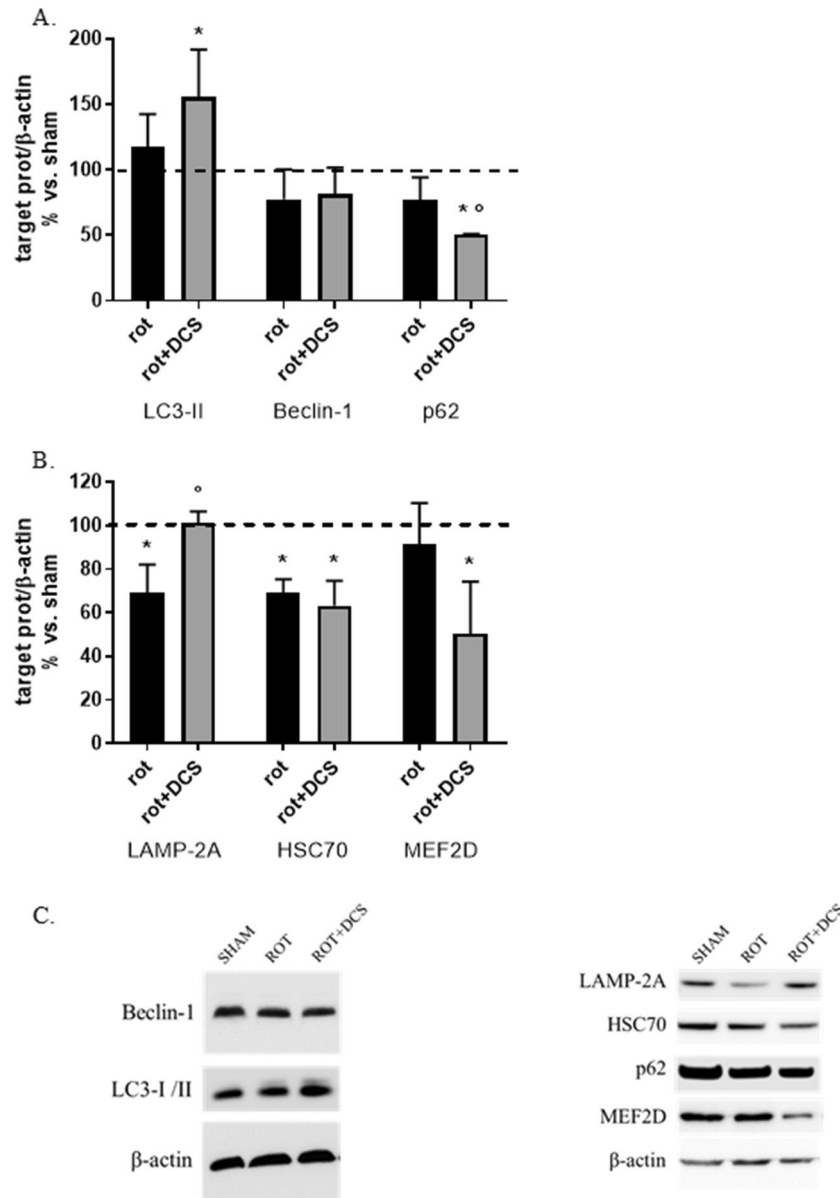 A.
target prot/β-actin
% vs. sham
200
150
100
50
0
*
* °
rot
rot+DCS
rot
rot+DCS
rot
rot+DCS
LC3-II Beclin-1 p62
B.
target prot/β-actin
% vs. sham
120
100
80
60
40
20
0
*
°
*
*
*
rot
rot+DCS
rot
rot+DCS
rot
rot+DCS
LAMP-2A HSC70 MEF2D
C.
SHAM ROT ROT+DCS
Beclin-1
LC3-I /II
β-actin
SHAM ROT ROT+DCS
LAMP-2A
HSC70
p62
MEF2D
β-actin